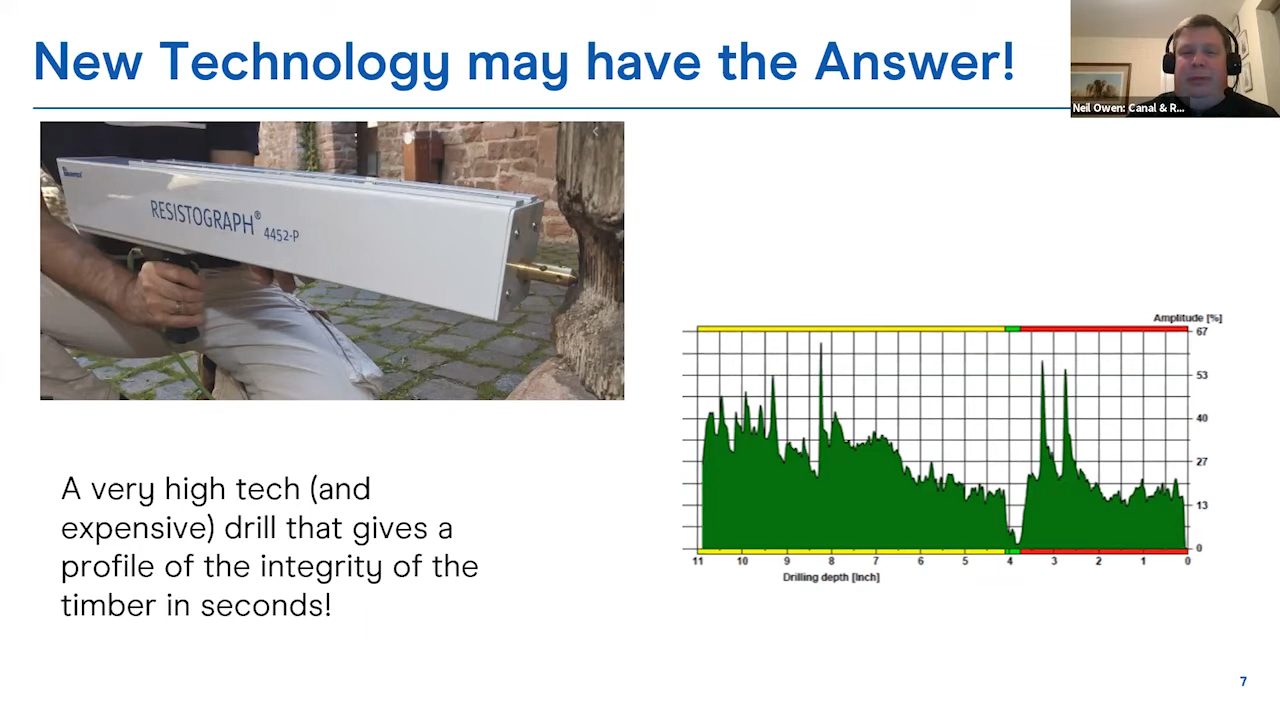 New Technology may have the Answer!
Neil Owen: Canal & R...
RESISTOGRAPH®
4452-P
A very high tech (and
expensive) drill that gives a
profile of the integrity of the
timber in seconds!
Amplitude [%]
67
53
40
27
13
0
11 10 9 8 7 6 5 4 3 2 1 0
Drilling depth [Inch]
7